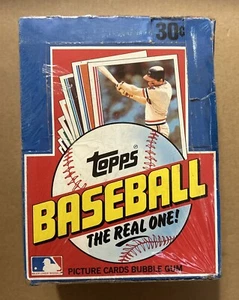 30¢
topps
BASEBALL
THE REAL ONE!
PICTURE CARDS BUBBLE GUM